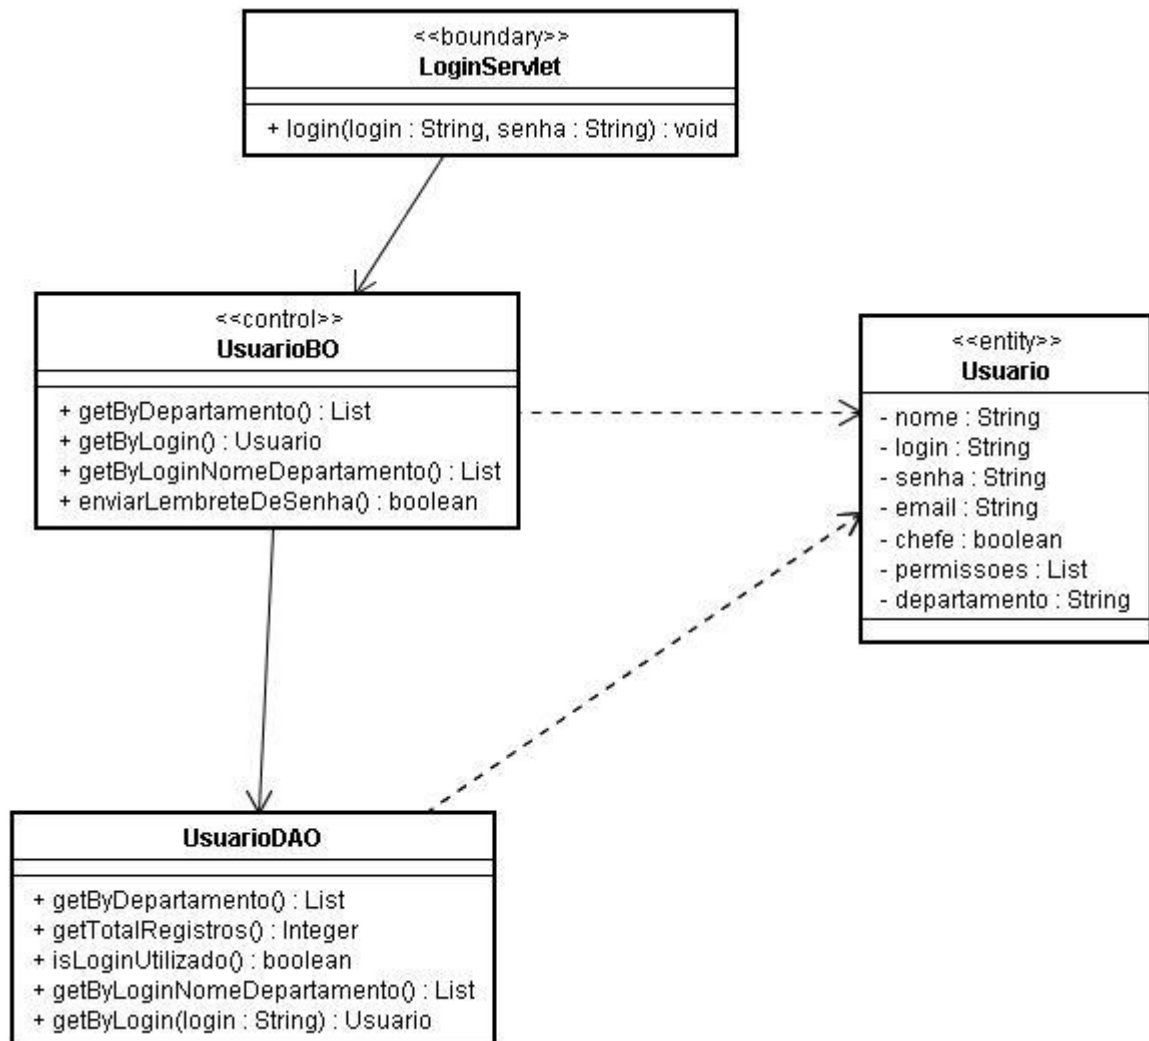 <<boundary>>
LoginServlet
+ login(login : String, senha : String) : void
<<control>>
UsuarioBO
+ getByDepartamento() : List
+ getByLogin() : Usuario
+ getByLoginNomeDepartamento() : List
+ enviarLembreteDeSenha() : boolean
<<entity>>
Usuario
- nome : String
- login : String
- senha : String
- email : String
- chefe : boolean
- permissoes : List
- departamento : String
UsuarioDAO
+ getByDepartamento() : List
+ getTotalRegistros() : Integer
+ isLoginUtilizado() : boolean
+ getByLoginNomeDepartamento() : List
+ getByLogin(login : String) : Usuario